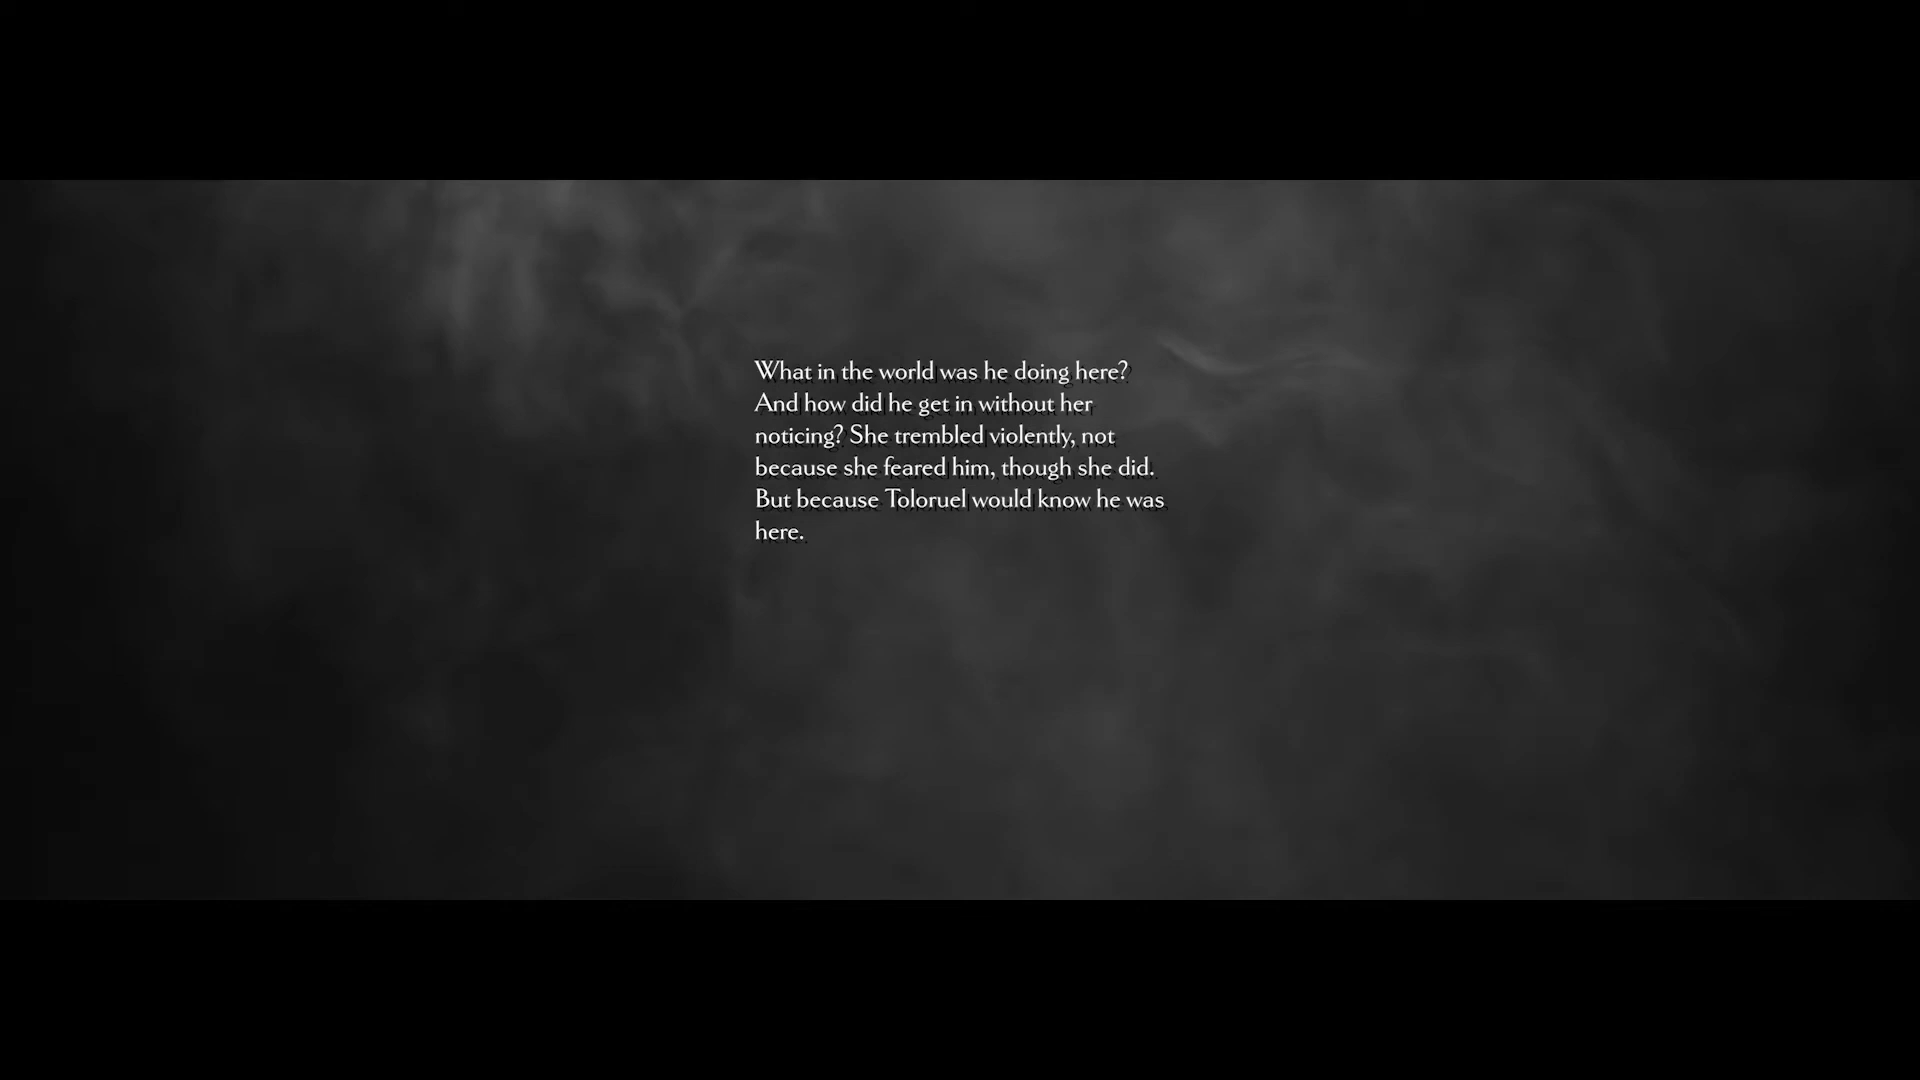 What in the world was he doing here?
And how did he get in without her
noticing? She trembled violently, not
because she feared him, though she did.
But because Toloruel would know he was
here.